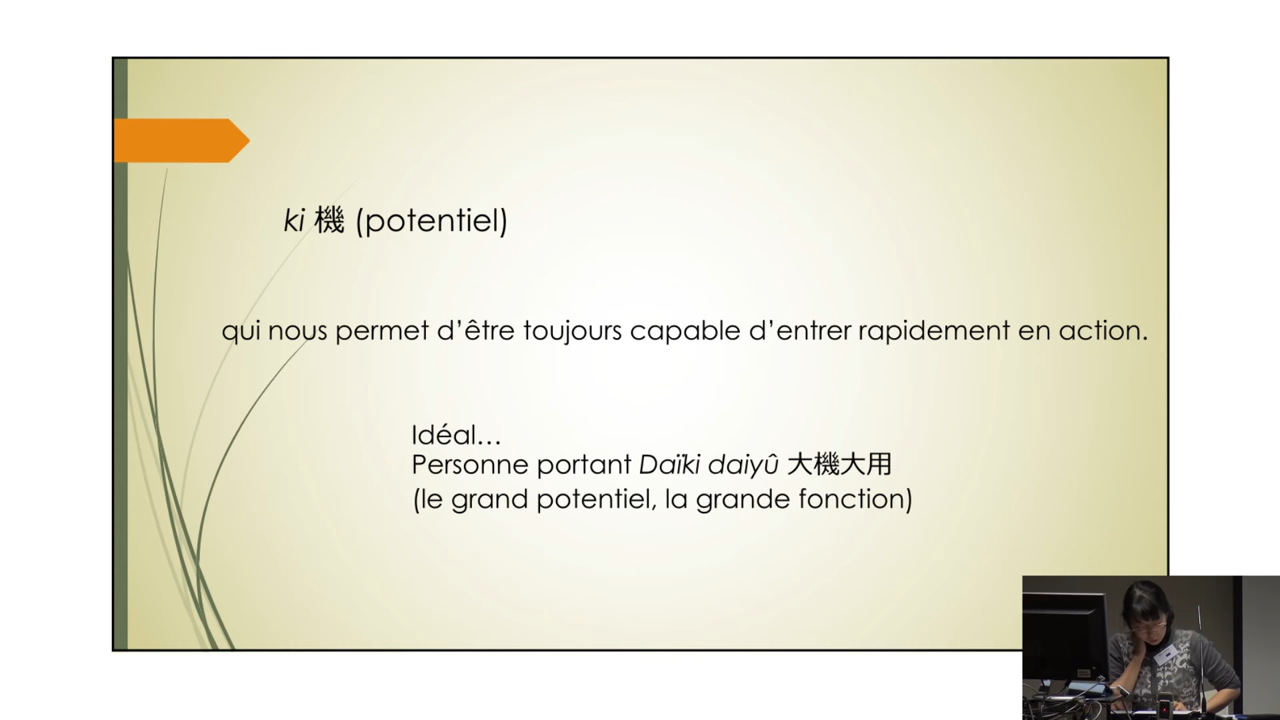 ki 機 (potentiel)
qui nous permet d’être toujours capable d’entrer rapidement en action.
Idéal…
Personne portant Daïki daiyû 大機大用
(le grand potentiel, la grande fonction)